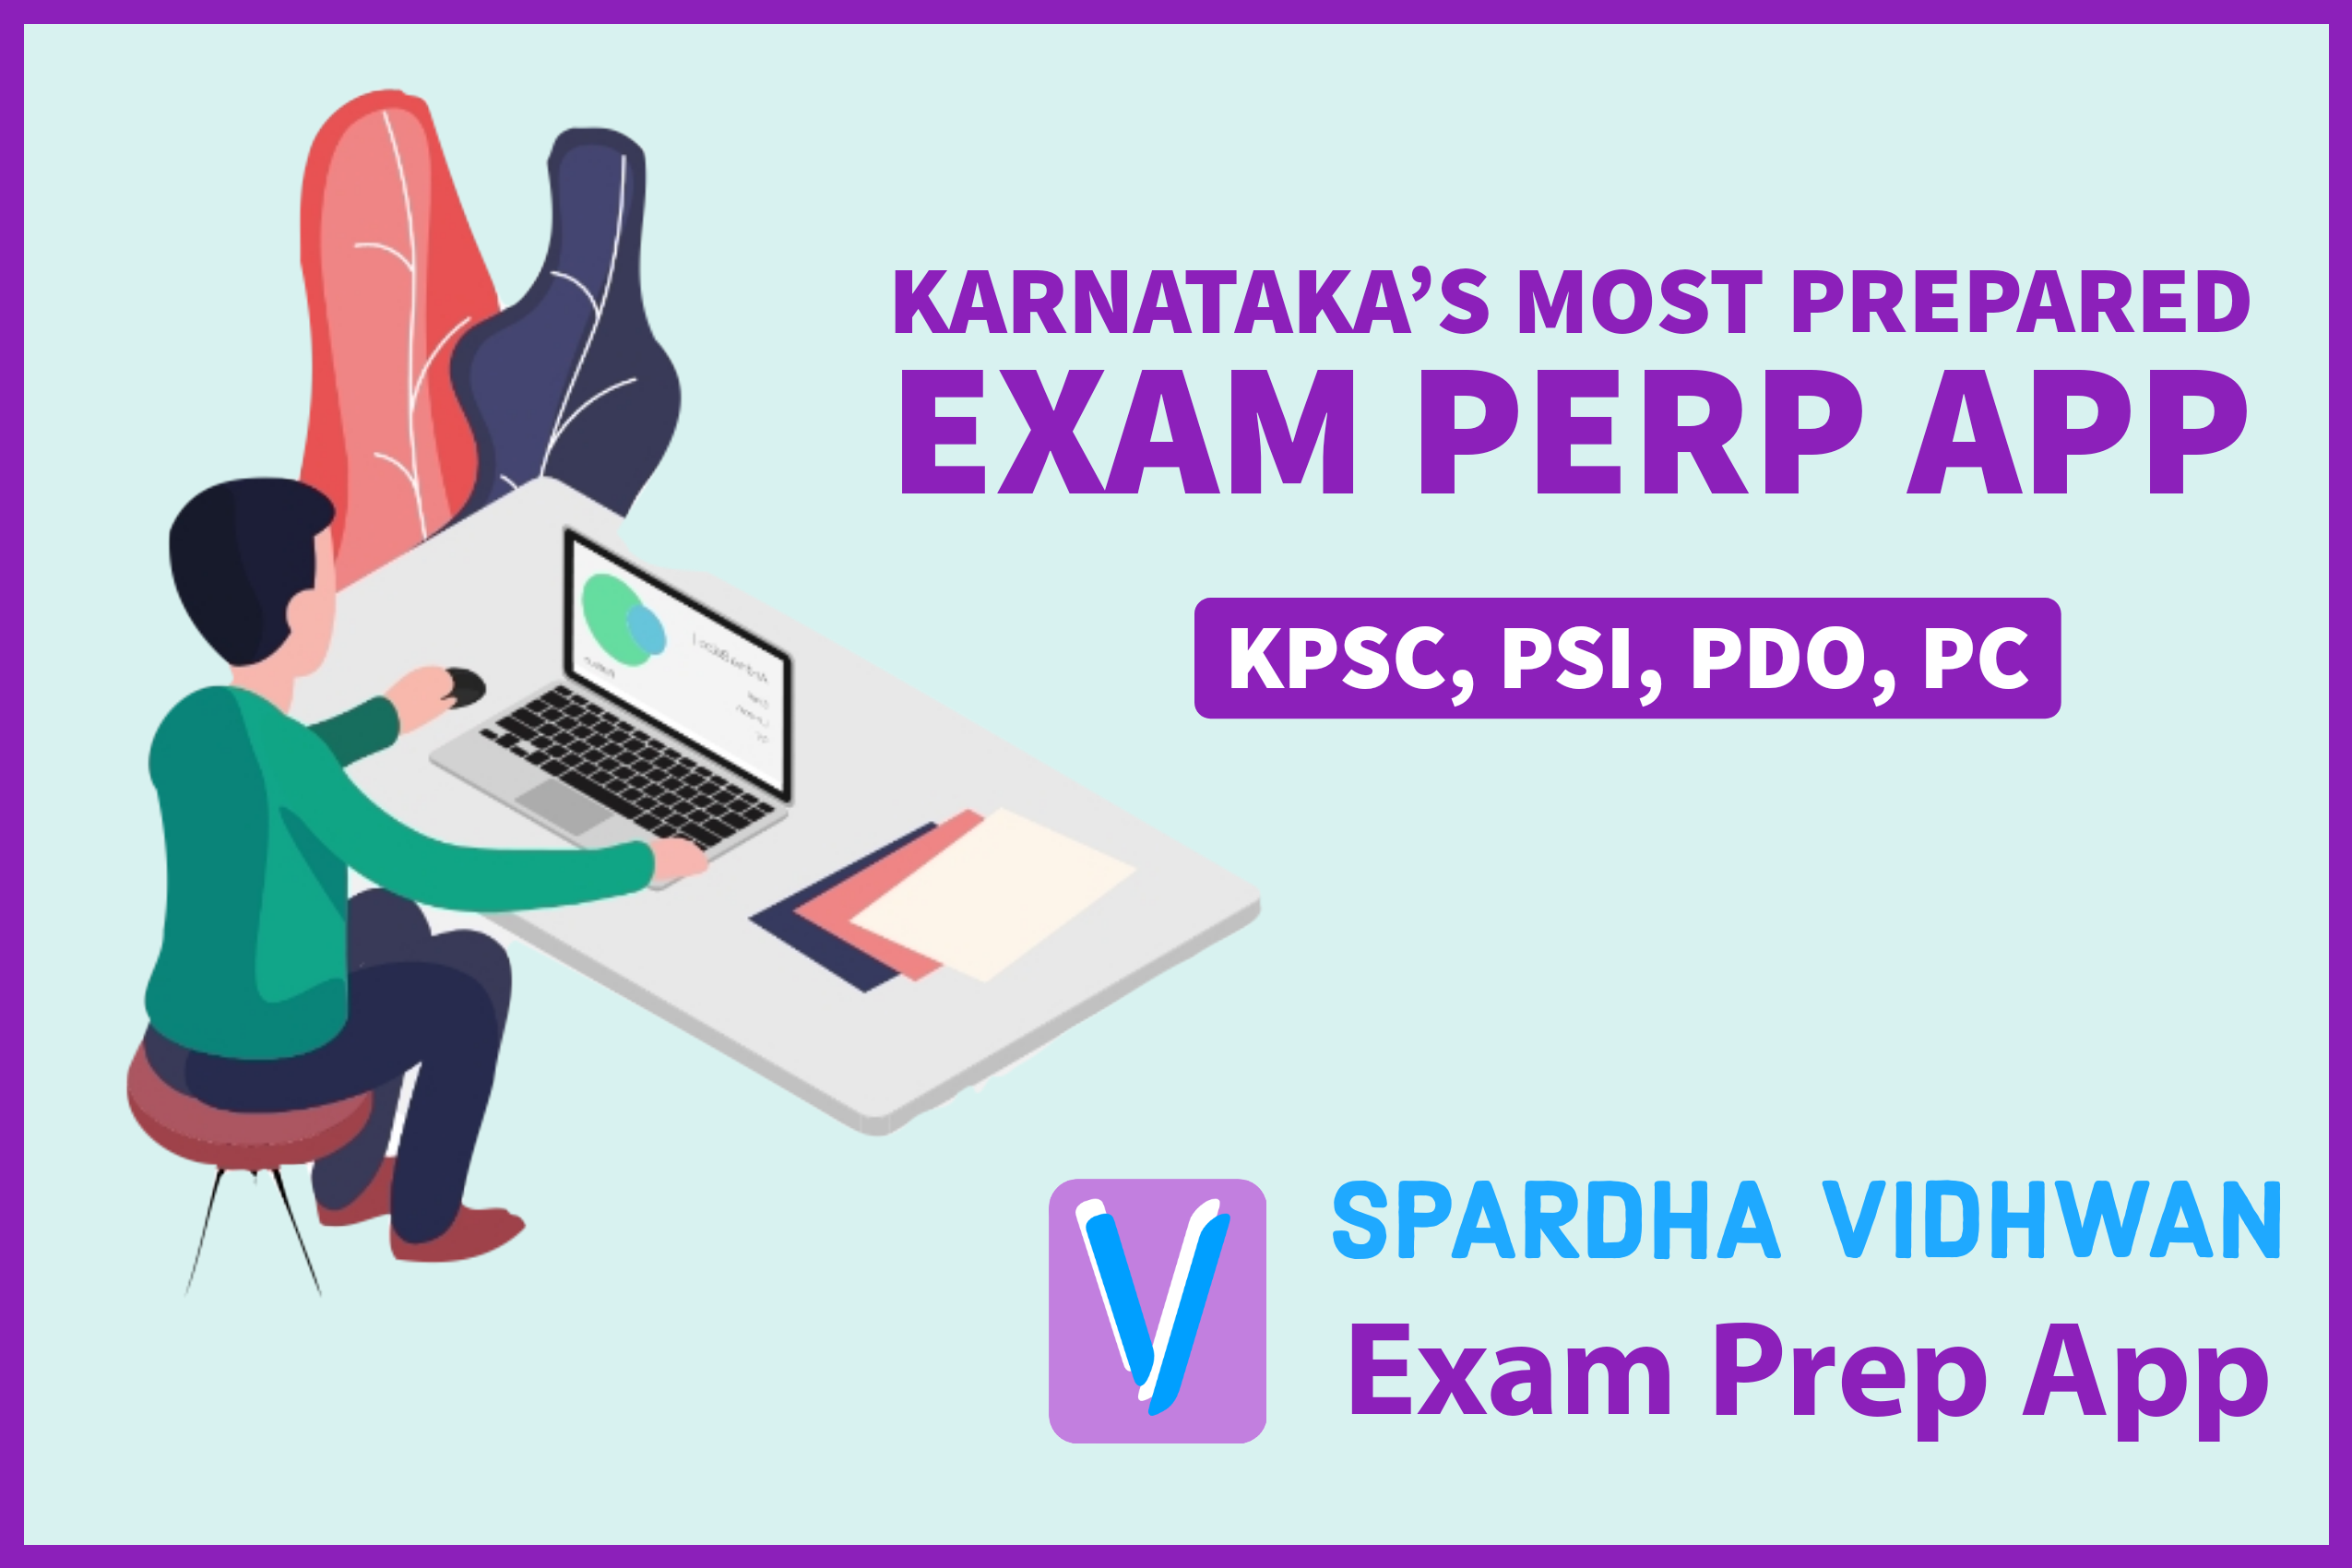 KARNATAKA’S MOST PREPARED
EXAM PERP APP
KPSC, PSI, PDO, PC
SPARDHA VIDHWAN
Exam Prep App